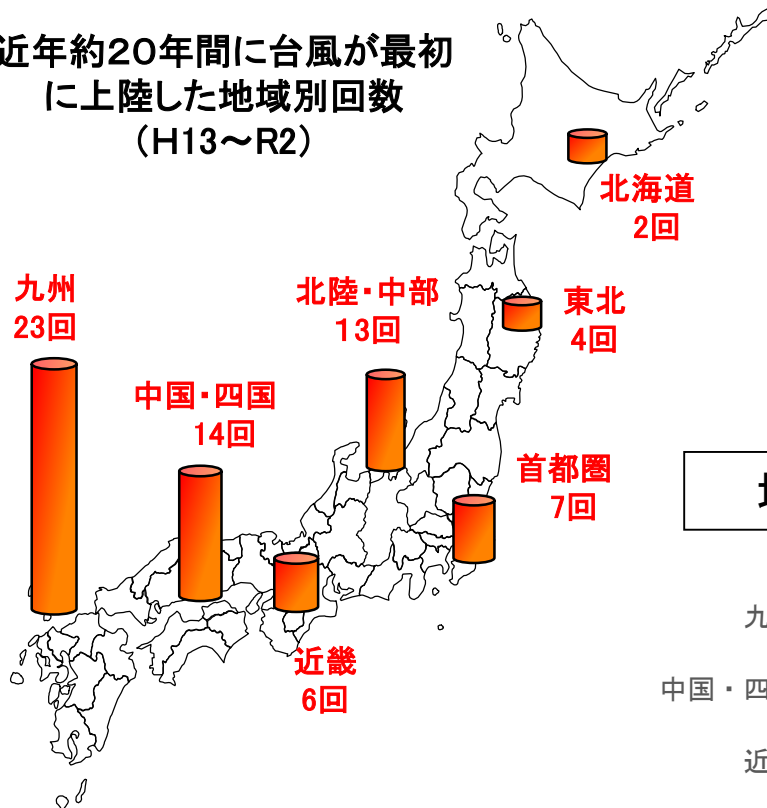 近年約20年間に台風が最初
に上陸した地域別回数
（H13～R2）
北海道
2回
九州
23回
北陸・中部
13回
東北
4回
中国・四国
14回
首都圏
7回
近畿
6回
九
中国・四
近